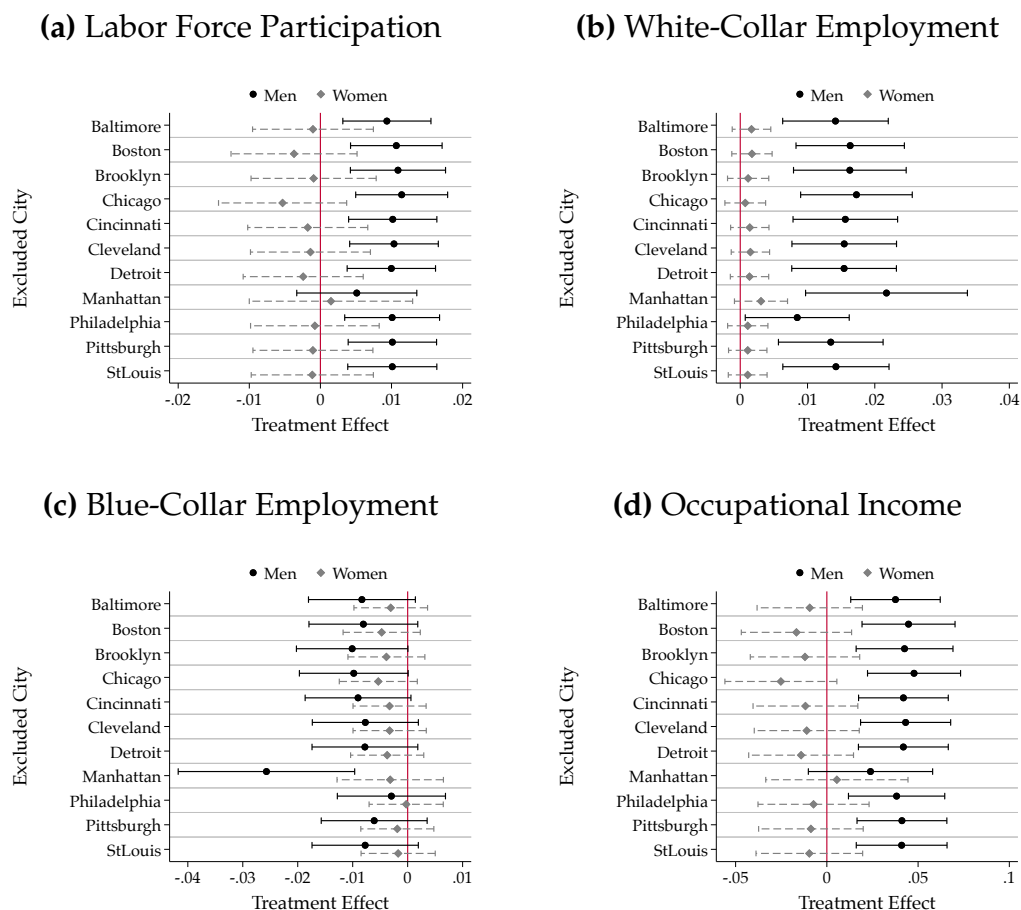 (a) Labor Force Participation
Men Women
Excluded City
Baltimore
Boston
Brooklyn
Chicago
Cincinnati
Cleveland
Detroit
Manhattan
Philadelphia
Pittsburgh
StLouis
-.02 -.01 0 .01 .02
Treatment Effect
(b) White-Collar Employment
Men Women
Excluded City
Baltimore
Boston
Brooklyn
Chicago
Cincinnati
Cleveland
Detroit
Manhattan
Philadelphia
Pittsburgh
StLouis
0 .01 .02 .03 .04
Treatment Effect
(c) Blue-Collar Employment
Men Women
Excluded City
Baltimore
Boston
Brooklyn
Chicago
Cincinnati
Cleveland
Detroit
Manhattan
Philadelphia
Pittsburgh
StLouis
-.04 -.03 -.02 -.01 0 .01
Treatment Effect
(d) Occupational Income
Men Women
Excluded City
Baltimore
Boston
Brooklyn
Chicago
Cincinnati
Cleveland
Detroit
Manhattan
Philadelphia
Pittsburgh
StLouis
-.05 0 .05 0.1
Treatment Effect